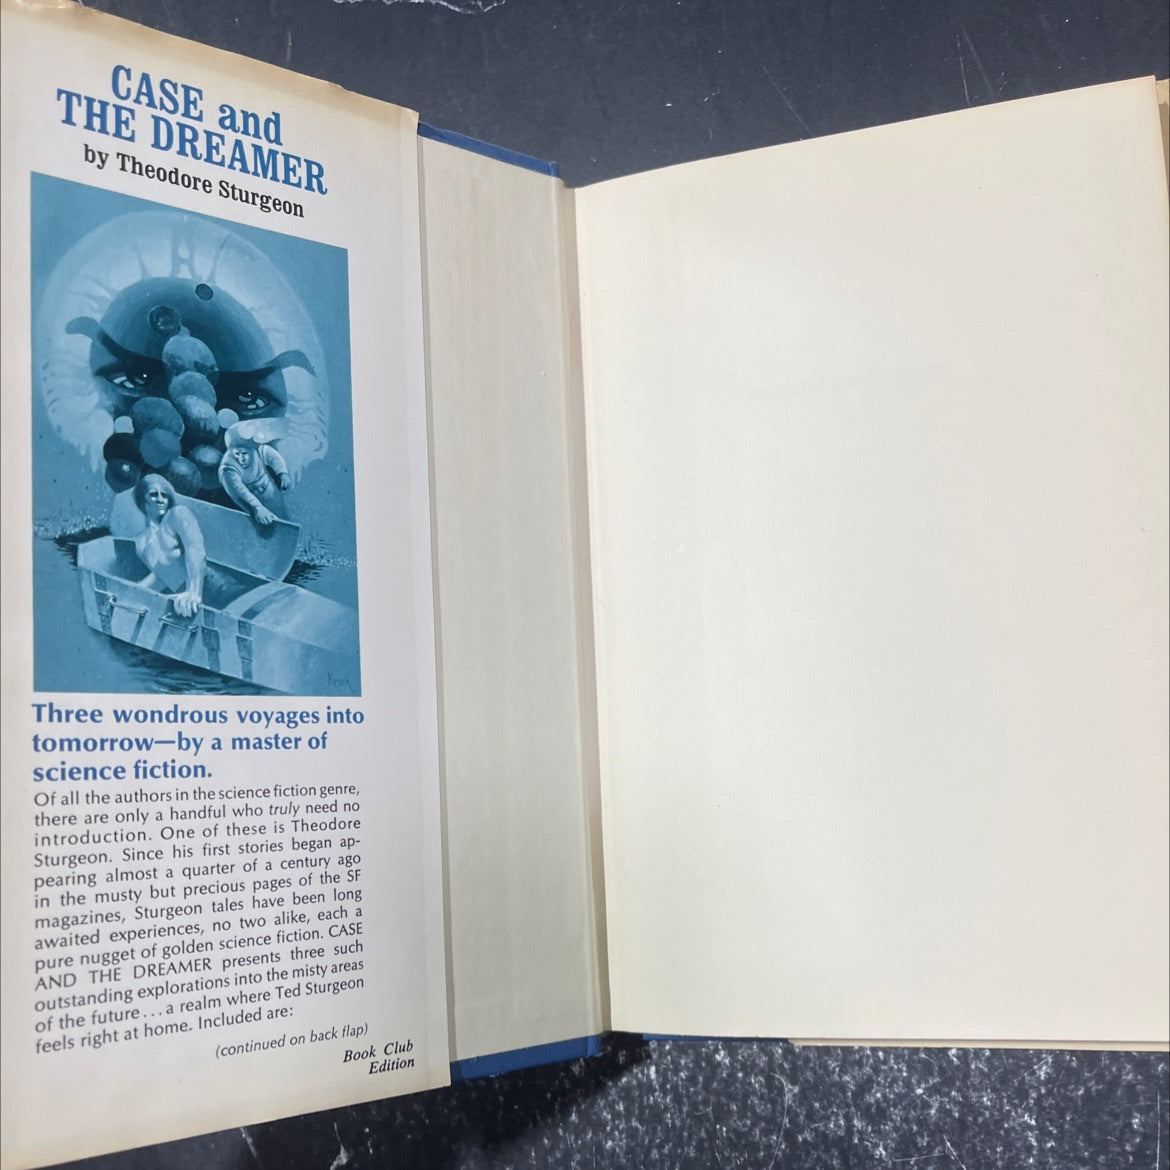 CASE and
THE DREAMER
by Theodore Sturgeon
Three wondrous voyages into
tomorrow—by a master of
science fiction.
Of all the authors in the science fiction genre,
there are only a handful who truly need no
introduction. One of these is Theodore
Sturgeon. Since his first stories began ap-
pearing almost a quarter of a century ago
in the musty but precious pages of the SF
magazines, Sturgeon tales have been long
awaited experiences, no two alike, each a
pure nugget of golden science fiction. CASE
AND THE DREAMER presents three such
outstanding explorations into the misty areas
of the future...a realm where Ted Sturgeon
feels right at home. Included are:
(continued on back flap)
Book Club
Edition